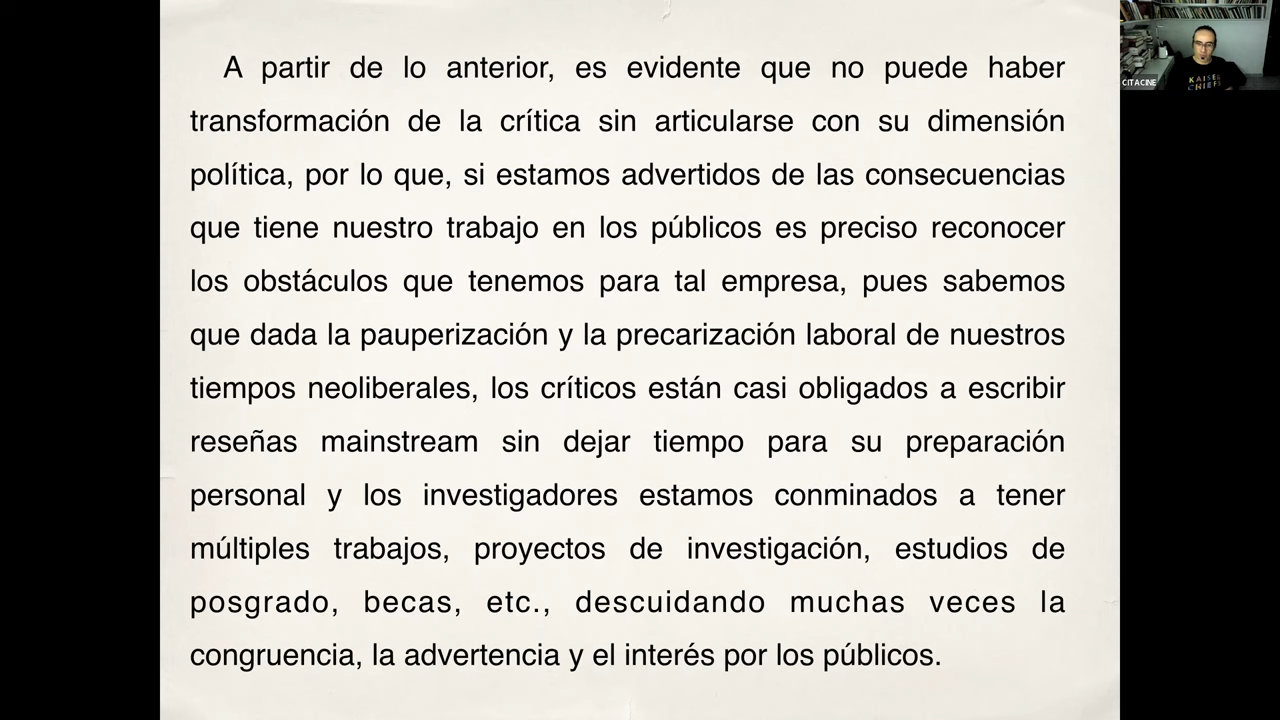 A partir de lo anterior, es evidente que no puede haber
transformación de la crítica sin articularse con su dimensión
política, por lo que, si estamos advertidos de las consecuencias
que tiene nuestro trabajo en los públicos es preciso reconocer
los obstáculos que tenemos para tal empresa, pues sabemos
que dada la pauperización y la precarización laboral de nuestros
tiempos neoliberales, los críticos están casi obligados a escribir
reseñas mainstream sin dejar tiempo para su preparación
personal y los investigadores estamos conminados a tener
múltiples trabajos, proyectos de investigación, estudios de
posgrado, becas, etc., descuidando muchas veces la
congruencia, la advertencia y el interés por los públicos.
CITACINE
KAISER
CHIEFS